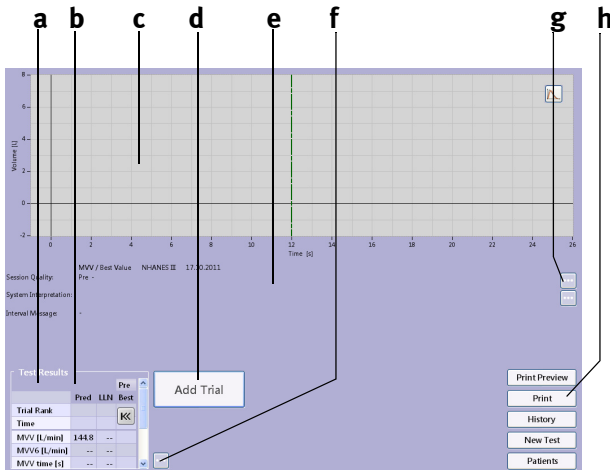 a b c d e f g h
8
6
4
2
0
-2
Volume [L]
0 2 4 6 8 10 12 14 16 18 20 22 24 26
Time [s]
MVV / Best Value NHANES III 17.10.2011
Session Quality: Pre -
System Interpretation:
Interval Message: -
Test Results
Pre
Pred LLN Best
Trial Rank
Time
MVV [L/min] 144.8 --
MVV6 [L/min] -- --
MVV time [s] -- --
Add Trial
Print Preview
Print
History
New Test
Patients